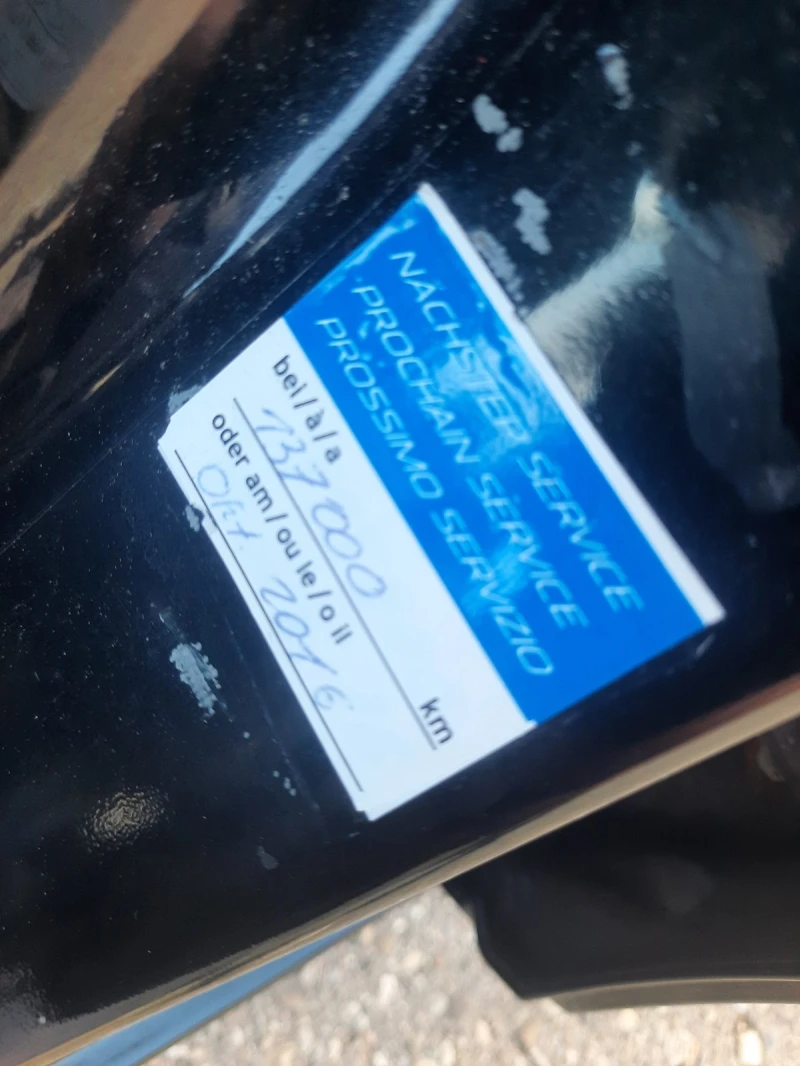 NÄCHSTER SERVICE
PROCHAIN SERVICE
PROSSIMO SERVIZIO
bei/à/a
137000 km
oder am/ou le/o il
Okt. 2016